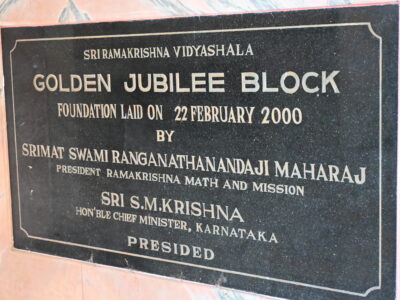 SRI RAMAKRISHNA VIDYASHALA
GOLDEN JUBILEE BLOCK
FOUNDATION LAID ON 22 FEBRUARY 2000
BY
SRIMAT SWAMI RANGANATHANANDAJI MAHARAJ
PRESIDENT RAMAKRISHNA MATH AND MISSION
SRI S.M.KRISHNA
HON'BLE CHIEF MINISTER, KARNATAKA
PRESIDED